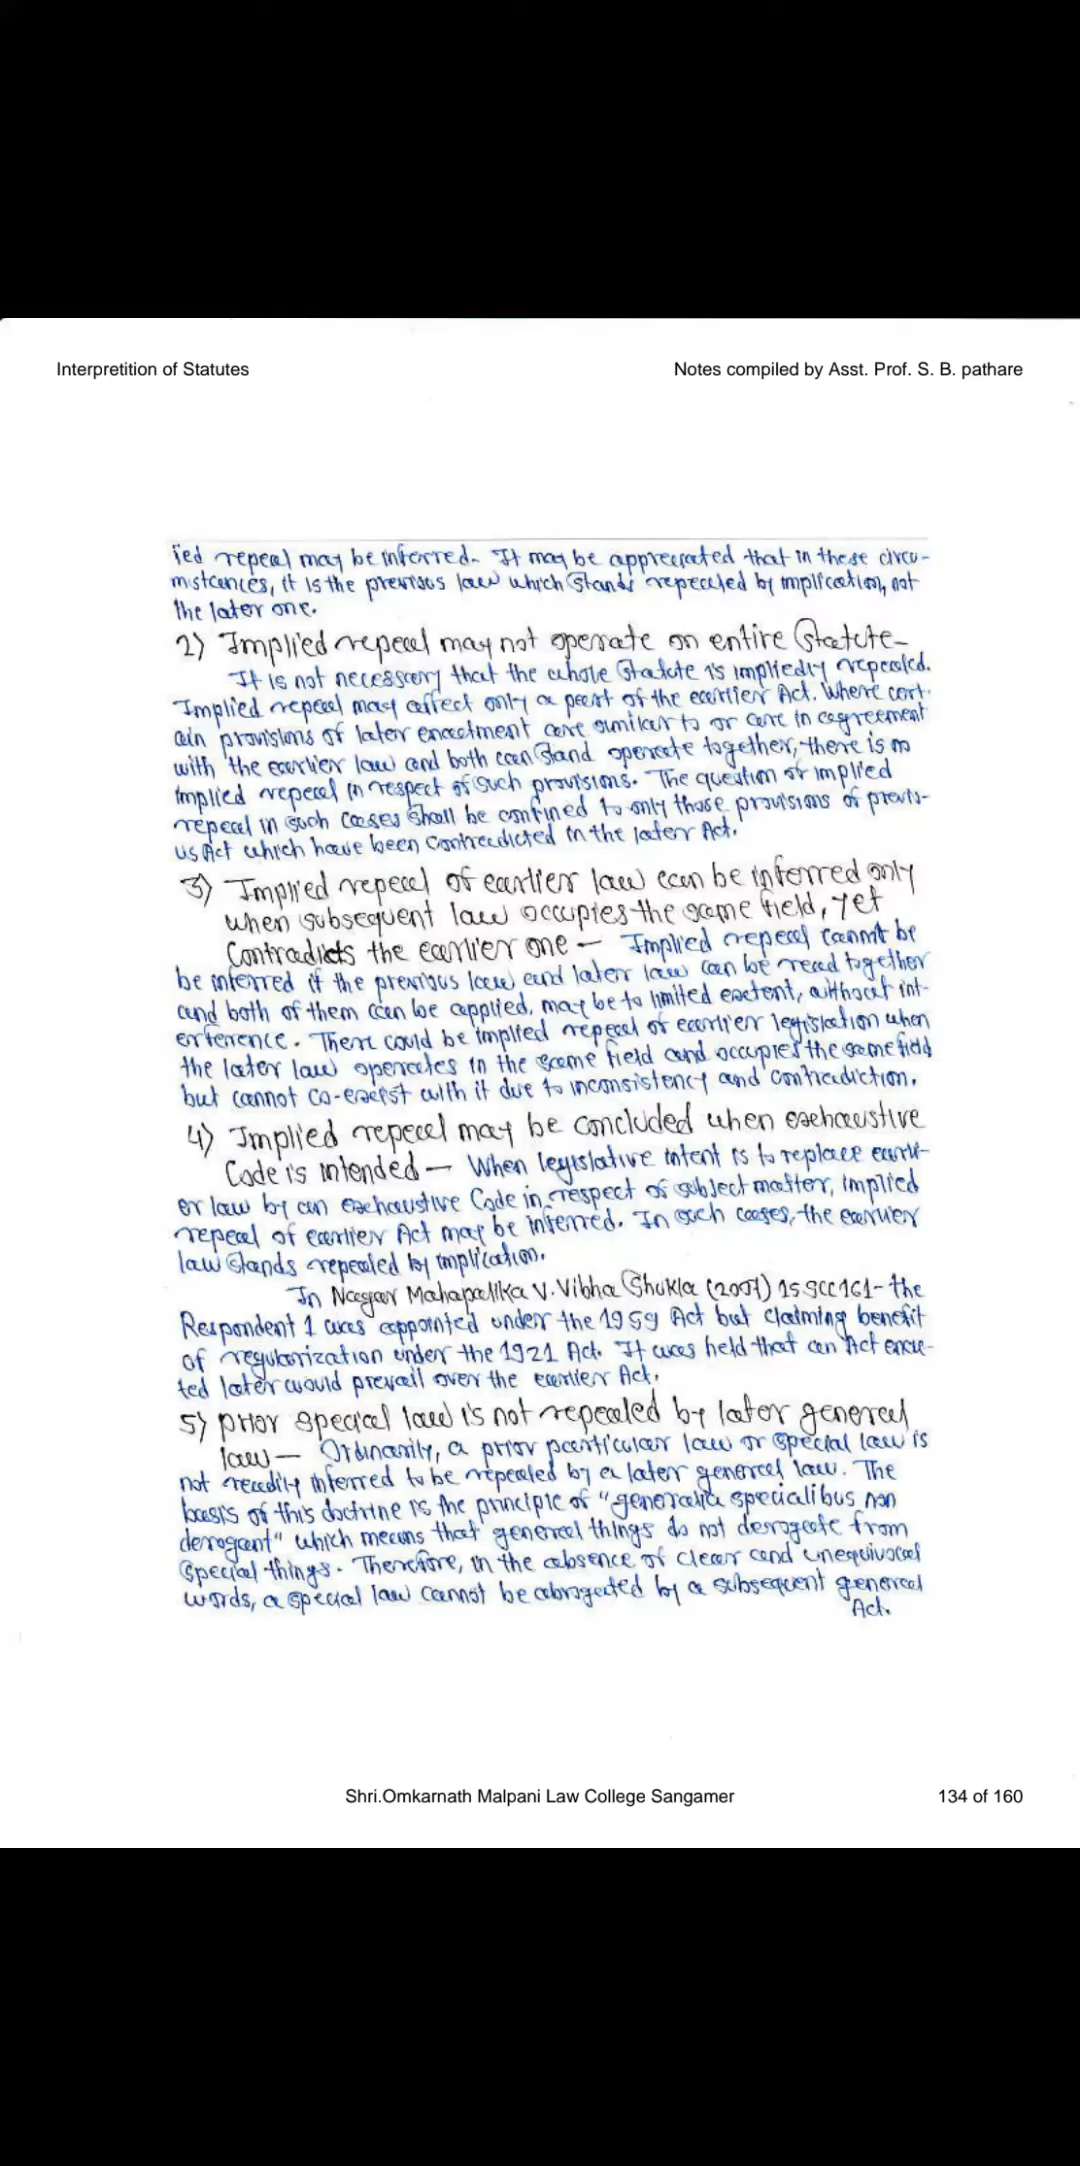 Interpretition of Statutes
Notes compiled by Asst. Prof. S. B. pathare
ied repeal may be inferred. It may be appreciated that in these circu-
mstances, it is the previous law which stands repealed by implication, not
the later one.
2) Implied repeal may not operate on entire Statute-
It is not necessary that the whole Statute is impliedly repealed.
Implied repeal may affect only a part of the earlier Act. Where cert-
ain provisions of later enactment are similar to or are in agreement
with the earlier law and both can stand operate together, there is no
implied repeal in respect of such provisions. The question of implied
repeal in such cases shall be confined to only those provisions of previo-
us Act which have been contradicted in the later Act.
3) Implied repeal of earlier law can be inferred only
when subsequent law occupies the same field, yet
Contradicts the earlier one - Implied repeal cannot be
be inferred if the previous law and later law can be read together
and both of them can be applied, may be to limited extent, without int-
erference. There could be implied repeal of earlier legislation when
the later law operates in the same field and occupies the same field
but cannot co-exist with it due to inconsistency and contradiction.
4) Implied repeal may be concluded when exhaustive
Code is intended - When legislative intent is to replace earli-
er law by an exhaustive Code in respect of subject matter, implied
repeal of earlier Act may be inferred. In such cases, the earlier
law stands repealed by implication.
In Nagar Mahapalika V. Vibha Shukla (2007) 15 SCC 161- the
Respondent 1 was appointed under the 1959 Act but claiming benefit
of regularization under the 1921 Act. It was held that an Act enac-
ted later would prevail over the earlier Act.
5) prior special law is not repealed by later general
law - Ordinarily, a prior particular law or special law is
not readily inferred to be repealed by a later general law. The
basis of this doctrine is the principle of "generalia specialibus non
derogant" which means that general things do not derogate from
special things. Therefore, in the absence of clear and unequivocal
words, a special law cannot be abrogated by a subsequent general
Act.
Shri.Omkarnath Malpani Law College Sangamer
134 of 160